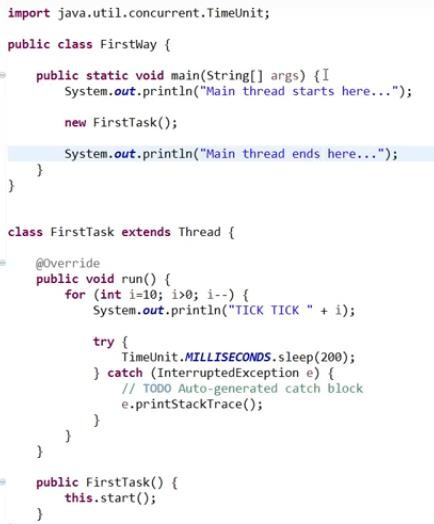 import java.util.concurrent.TimeUnit;
public class FirstWay {
public static void main(String[] args) {
System.out.println("Main thread starts here...");
new FirstTask();
System.out.println("Main thread ends here...");
}
}
class FirstTask extends Thread {
@Override
public void run() {
for (int i=10; i>0; i--) {
System.out.println("TICK TICK " + i);
try {
TimeUnit.MILLISECONDS.sleep(200);
} catch (InterruptedException e) {
// TODO Auto-generated catch block
e.printStackTrace();
}
}
}
public FirstTask() {
this.start();
}